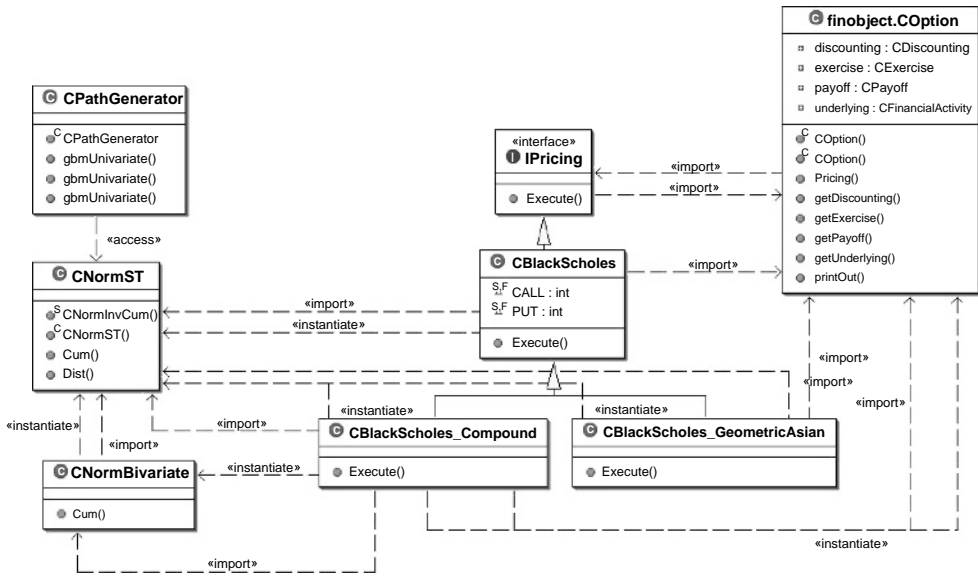 C CPathGenerator
C CPathGenerator
gbmUnivariate()
gbmUnivariate()
gbmUnivariate()
«access»
C CNormST
S CNormInvCum()
C CNormST()
Cum()
Dist()
«instantiate»
«import»
C CNormBivariate
Cum()
«interface»
I IPricing
Execute()
«import»
«import»
C CBlackScholes
S,F CALL : int
S,F PUT : int
Execute()
«import»
«instantiate»
«import»
C finobject.COption
discounting : CDiscounting
exercise : CExercise
payoff : CPayoff
underlying : CFinancialActivity
C COption()
C COption()
Pricing()
getDiscounting()
getExercise()
getPayoff()
getUnderlying()
printOut()
«import»
«import»
«instantiate»
«instantiate»
«import»
C CBlackScholes_Compound
Execute()
C CBlackScholes_GeometricAsian
Execute()
«instantiate»
«instantiate»
«import»